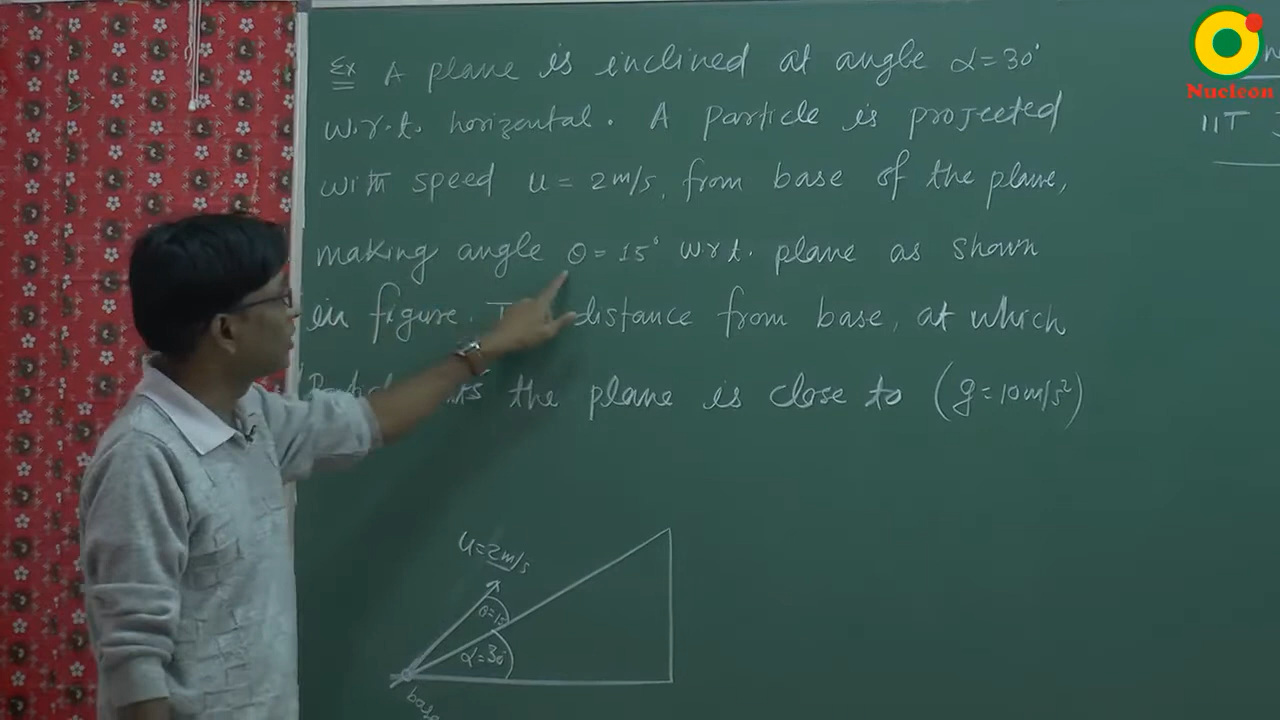 Ex A plane is inclined at angle α=30°
w.r.t. horizontal. A particle is projected
with speed u = 2m/s, from base of the plane,
making angle θ = 15° w.r.t. plane as shown
in figure. distance from base, at which
the plane is close to (g=10m/s²)
u=2m/s
θ=15
α=30°
base
Nucleon
IIT